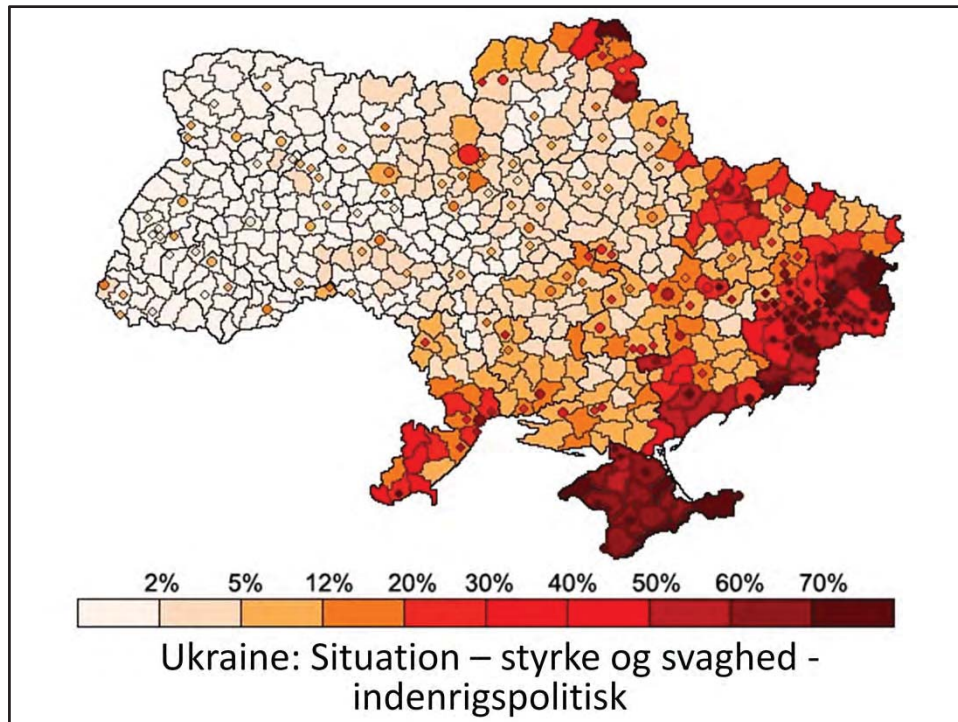 2% 5% 12% 20% 30% 40% 50% 60% 70%
Ukraine: Situation – styrke og svaghed -
indenrigspolitisk